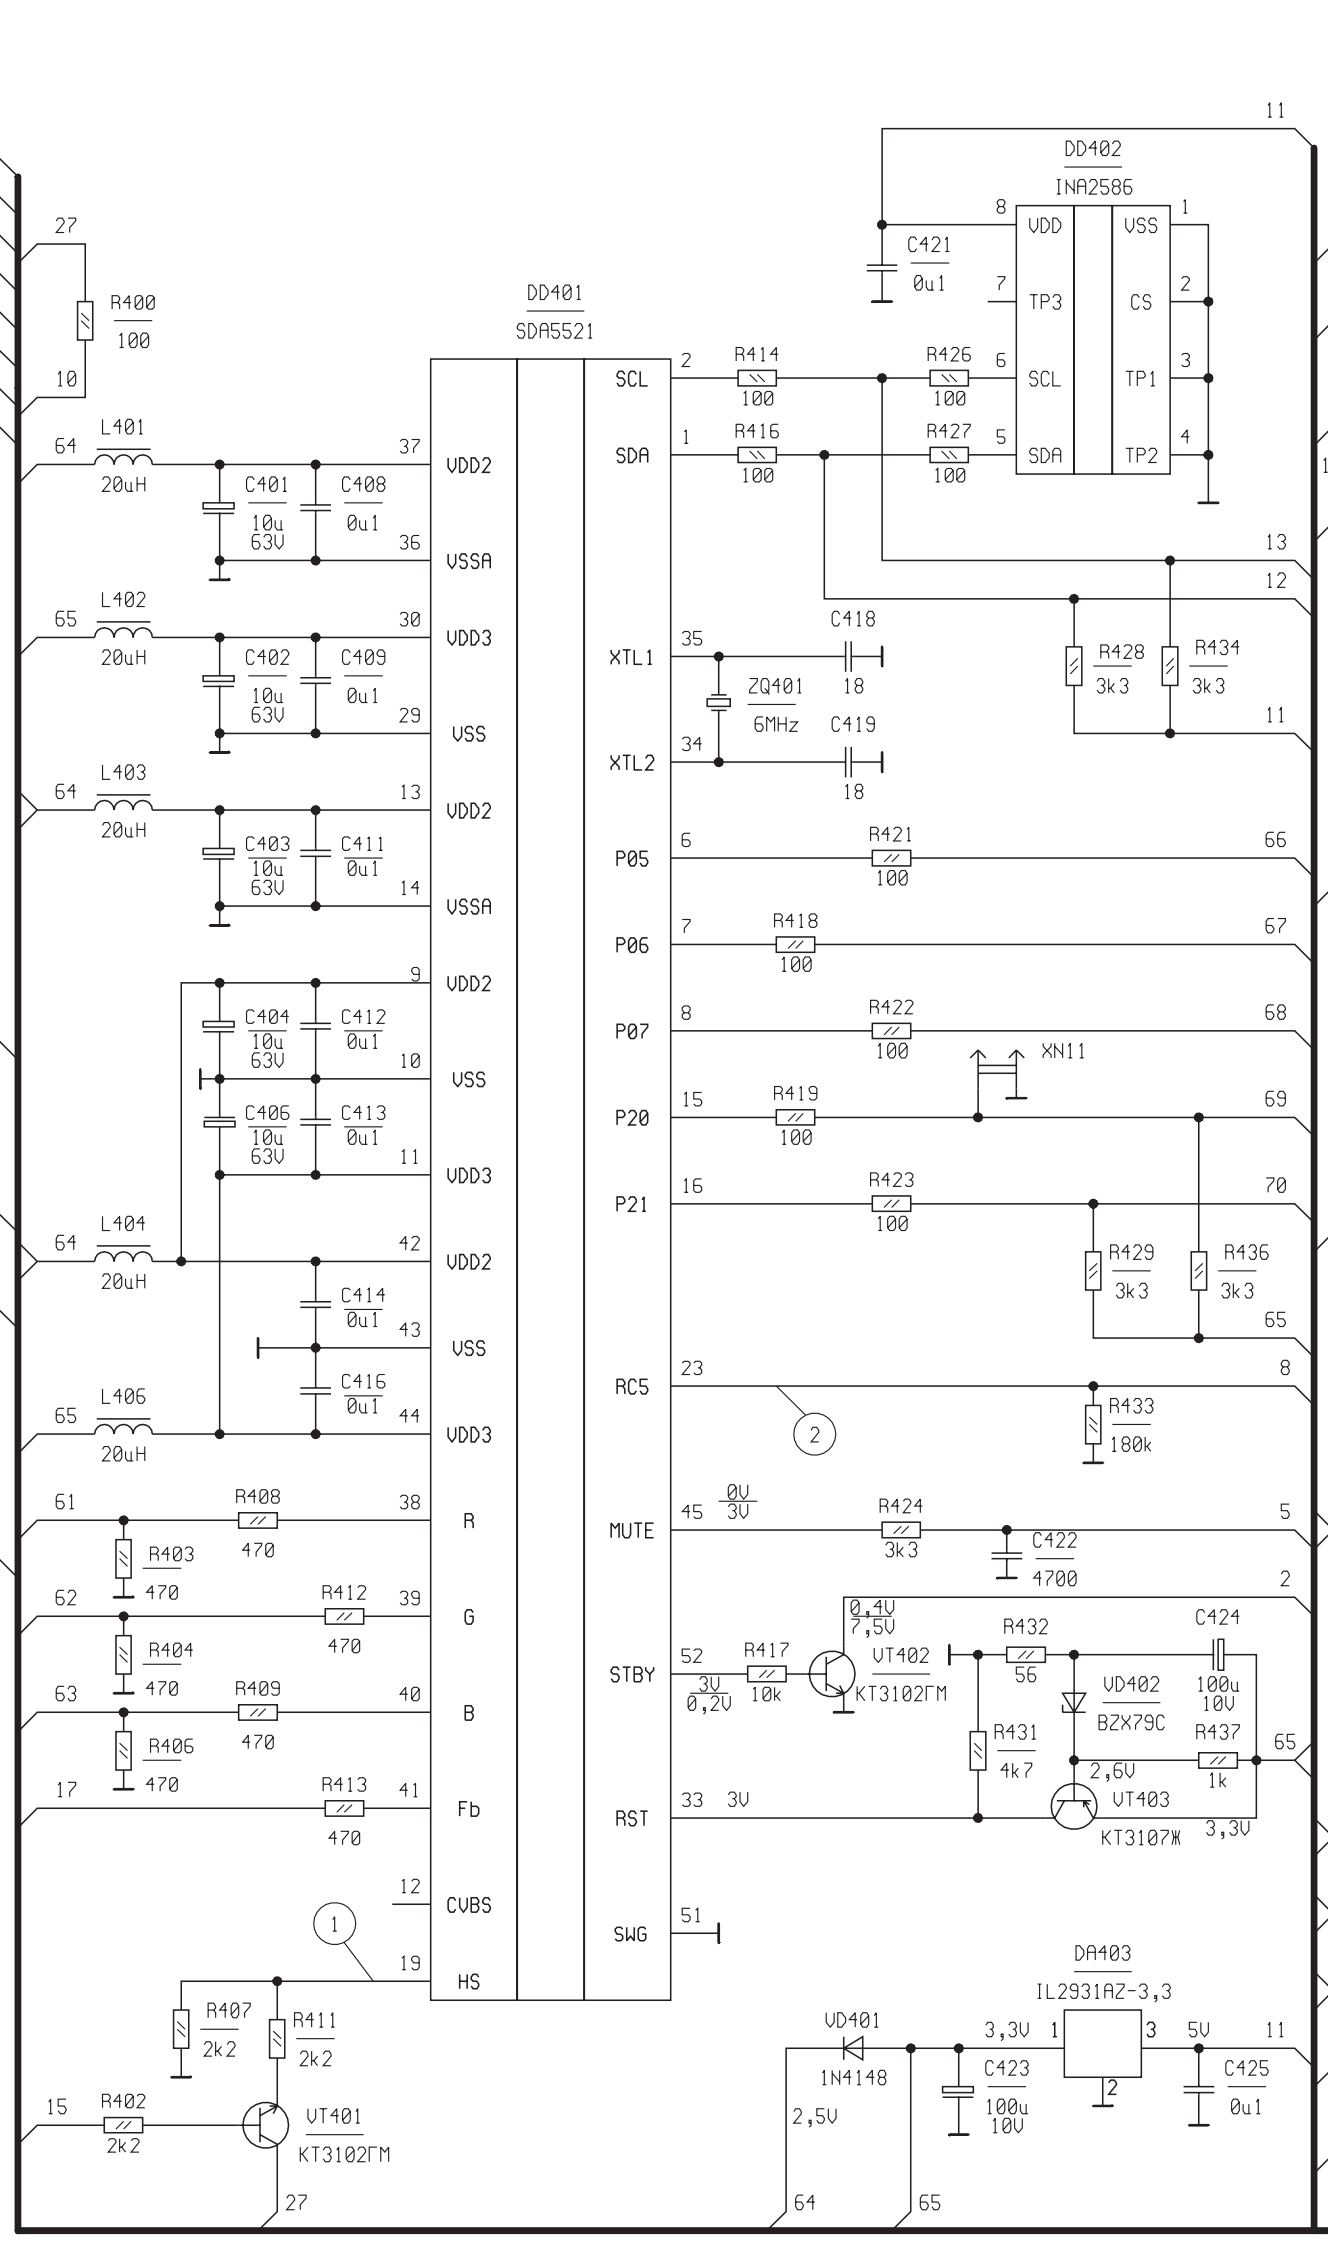 11
DD402
INA2586
8
VDD
VSS
1
C421
0u1
7
TP3
CS
2
6
SCL
TP1
3
5
SDA
TP2
4
27
R400
100
10
DD401
SDA5521
SCL
2
R414
100
R426
100
SDA
1
R416
100
R427
100
13
12
64
L401
20uH
37
VDD2
C401
10u
63V
C408
0u1
36
VSSA
65
L402
20uH
30
VDD3
C402
10u
63V
C409
0u1
29
VSS
XTL1
35
C418
18
ZQ401
6MHz
C419
XTL2
34
18
R428
3k3
R434
3k3
11
64
L403
20uH
13
VDD2
C403
10u
63V
C411
0u1
14
VSSA
P05
6
R421
100
66
P06
7
R418
100
67
9
VDD2
C404
10u
63V
C412
0u1
10
VSS
P07
8
R422
100
68
XN11
C406
10u
63V
C413
0u1
11
VDD3
P20
15
R419
100
69
P21
16
R423
100
70
64
L404
20uH
42
VDD2
C414
0u1
43
VSS
R429
3k3
R436
3k3
65
C416
0u1
65
L406
20uH
44
VDD3
RC5
23
2
8
R433
180k
61
R408
470
38
R
R403
470
MUTE
45
0V
3V
R424
3k3
C422
4700
5
62
R412
470
39
G
R404
470
2
0,4V
7,5V
STBY
52
3V
0,2V
R417
10k
VT402
КТ3102ГМ
R432
56
C424
100u
10V
VD402
BZX79C
63
R409
470
40
B
R406
470
R431
4k7
R437
1k
65
2,6V
17
R413
470
41
Fb
RST
33
3V
VT403
КТ3107Ж
3,3V
12
CVBS
1
19
HS
SWG
51
R407
2k2
R411
2k2
15
R402
2k2
VT401
КТ3102ГМ
27
DA403
IL2931AZ-3,3
VD401
1N4148
3,3V
1
3
5V
11
2
C423
100u
10V
C425
0u1
2,5V
64
65